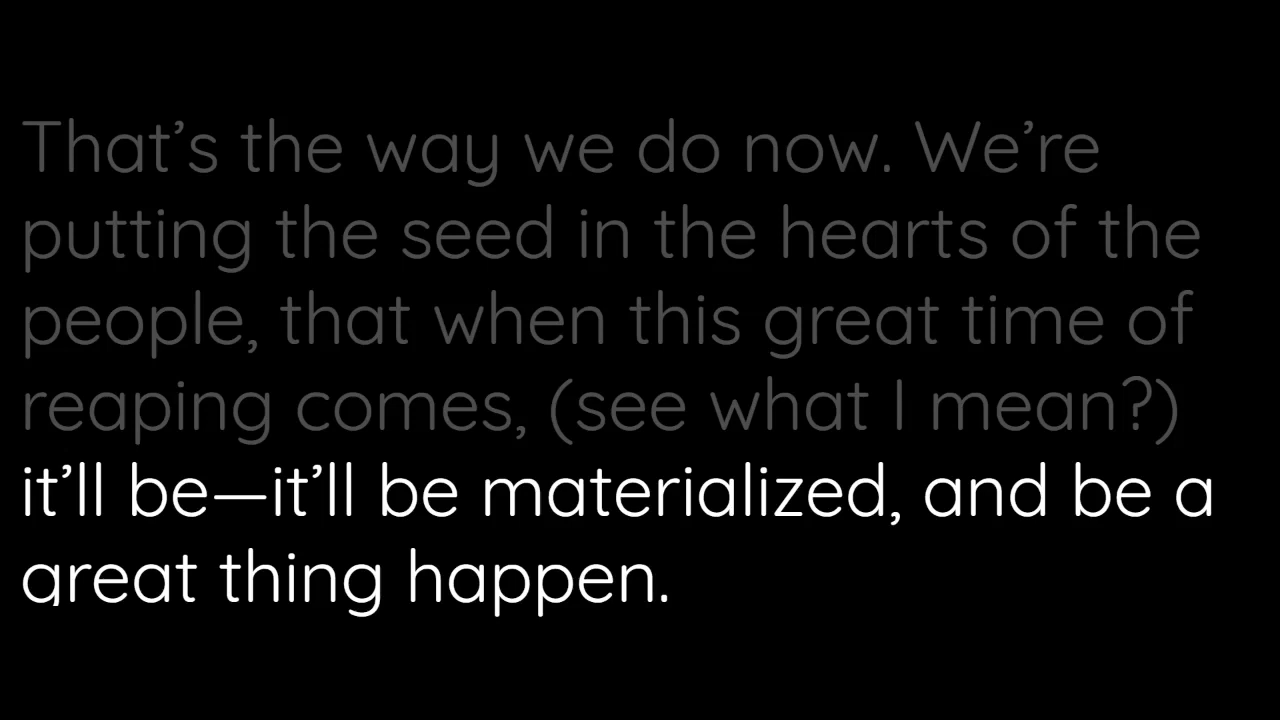 That’s the way we do now. We’re
putting the seed in the hearts of the
people, that when this great time of
reaping comes, (see what I mean?)
it’ll be—it’ll be materialized, and be a
great thing happen.